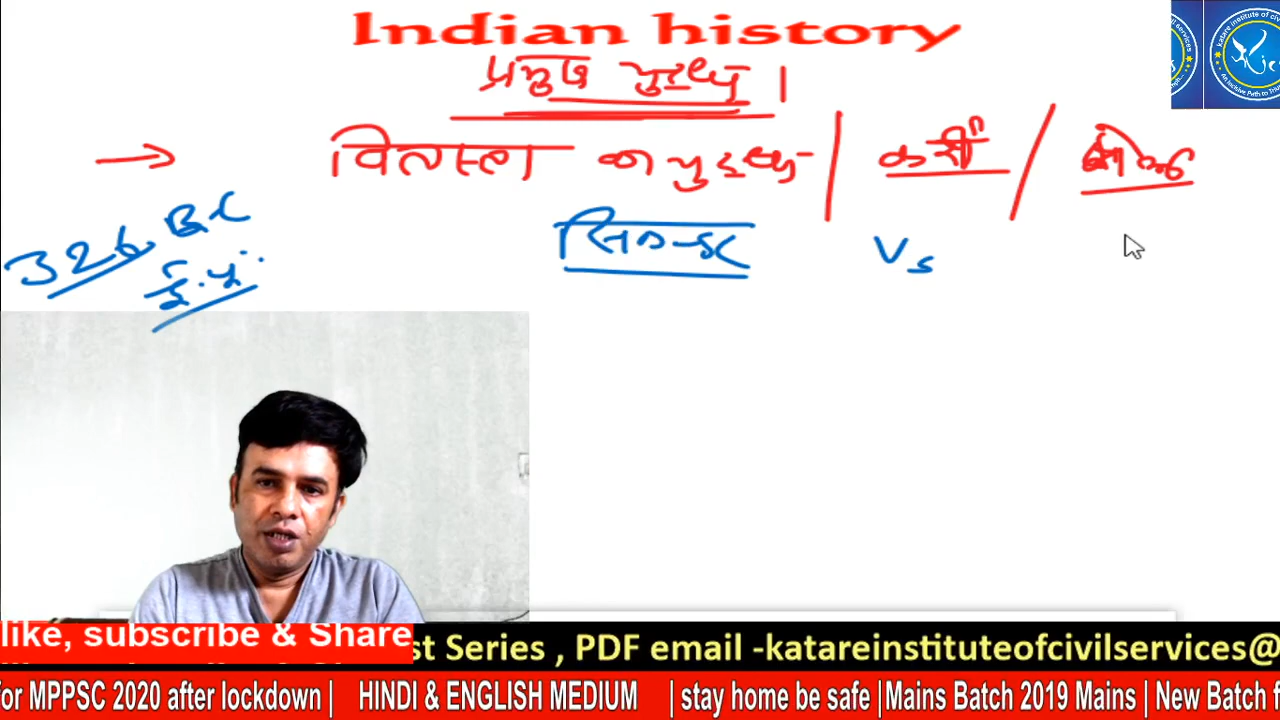 Indian history
प्रमुख युद्ध।
→ वितस्ता का युद्ध / कर्री / झेलम
326 BC ई.पू. सिकन्दर Vs
like, subscribe & Share st Series , PDF email -katareinstituteofcivilservices@
for MPPSC 2020 after lockdown | HINDI & ENGLISH MEDIUM | stay home be safe |Mains Batch 2019 Mains | New Batch f